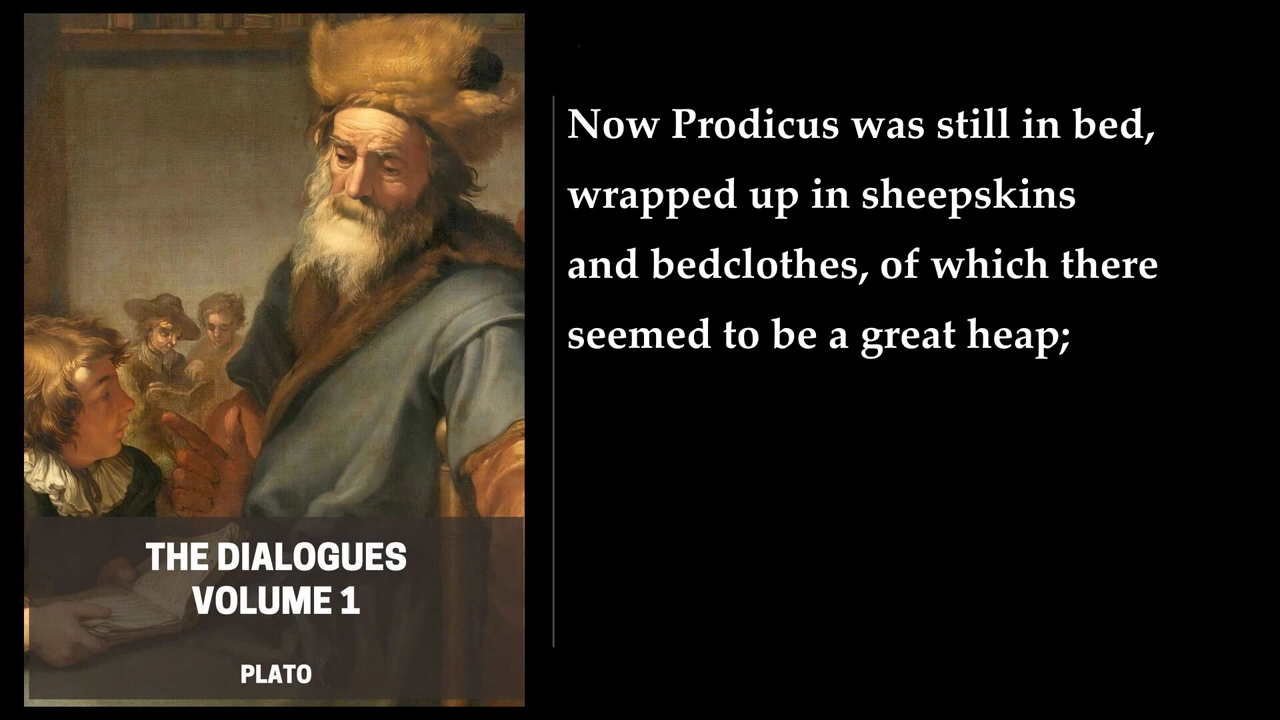 Now Prodicus was still in bed,
wrapped up in sheepskins
and bedclothes, of which there
seemed to be a great heap;
THE DIALOGUES
VOLUME 1
PLATO